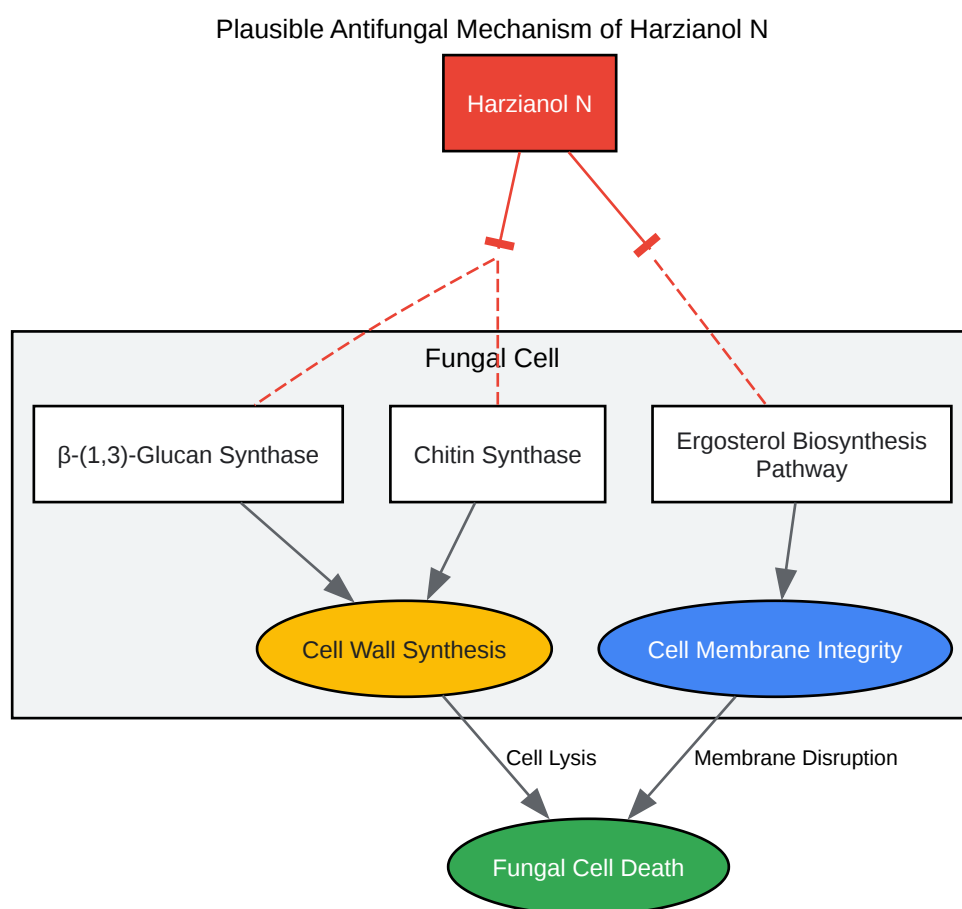 Plausible Antifungal Mechanism of Harzianol N
Harzianol N
Fungal Cell
β-(1,3)-Glucan Synthase
Chitin Synthase
Ergosterol Biosynthesis
Pathway
Cell Wall Synthesis
Cell Membrane Integrity
Cell Lysis
Membrane Disruption
Fungal Cell Death